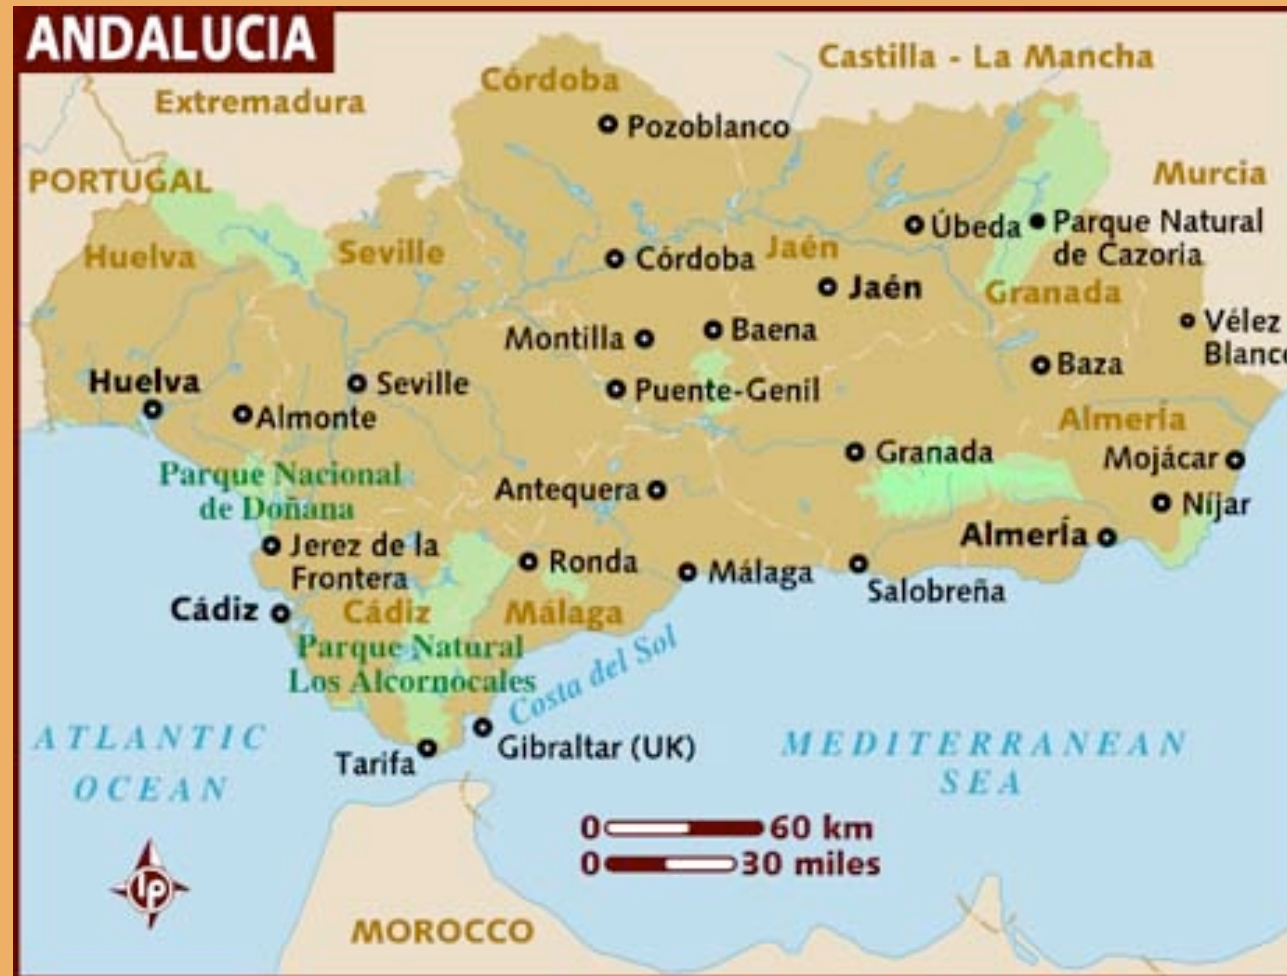 ANDALUCIA
Castilla - La Mancha
Córdoba
Extremadura
Pozoblanco
PORTUGAL
Murcia
Úbeda
Parque Natural
de Cazoria
Huelva
Seville
Córdoba
Jaén
Jaén
Granada
Vélez
Blanco
Montilla
Baena
Baza
Huelva
Seville
Puente-Genil
Almonte
Almería
Granada
Mojácar
Parque Nacional
de Doñana
Antequera
Níjar
Almería
Jerez de la
Frontera
Ronda
Málaga
Salobreña
Cádiz
Cádiz
Málaga
Parque Natural
Los Alcornocales
Costa del Sol
ATLANTIC
OCEAN
Tarifa
Gibraltar (UK)
MEDITERRANEAN
SEA
0 60 km
0 30 miles
lp
MOROCCO